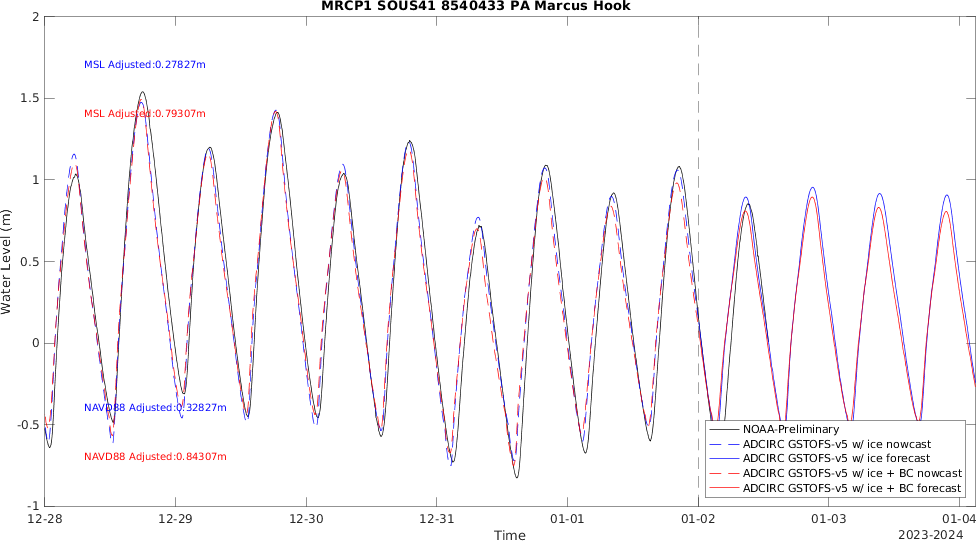 MRCP1 SOUS41 8540433 PA Marcus Hook
2
1.5
1
0.5
0
-0.5
-1
Water Level (m)
MSL Adjusted:0.27827m
MSL Adjusted:0.79307m
NAVD88 Adjusted:0.32827m
NAVD88 Adjusted:0.84307m
NOAA-Preliminary
ADCIRC GSTOFS-v5 w/ ice nowcast
ADCIRC GSTOFS-v5 w/ ice forecast
ADCIRC GSTOFS-v5 w/ ice + BC nowcast
ADCIRC GSTOFS-v5 w/ ice + BC forecast
12-28 12-29 12-30 12-31 01-01 01-02 01-03 01-04
Time
2023-2024